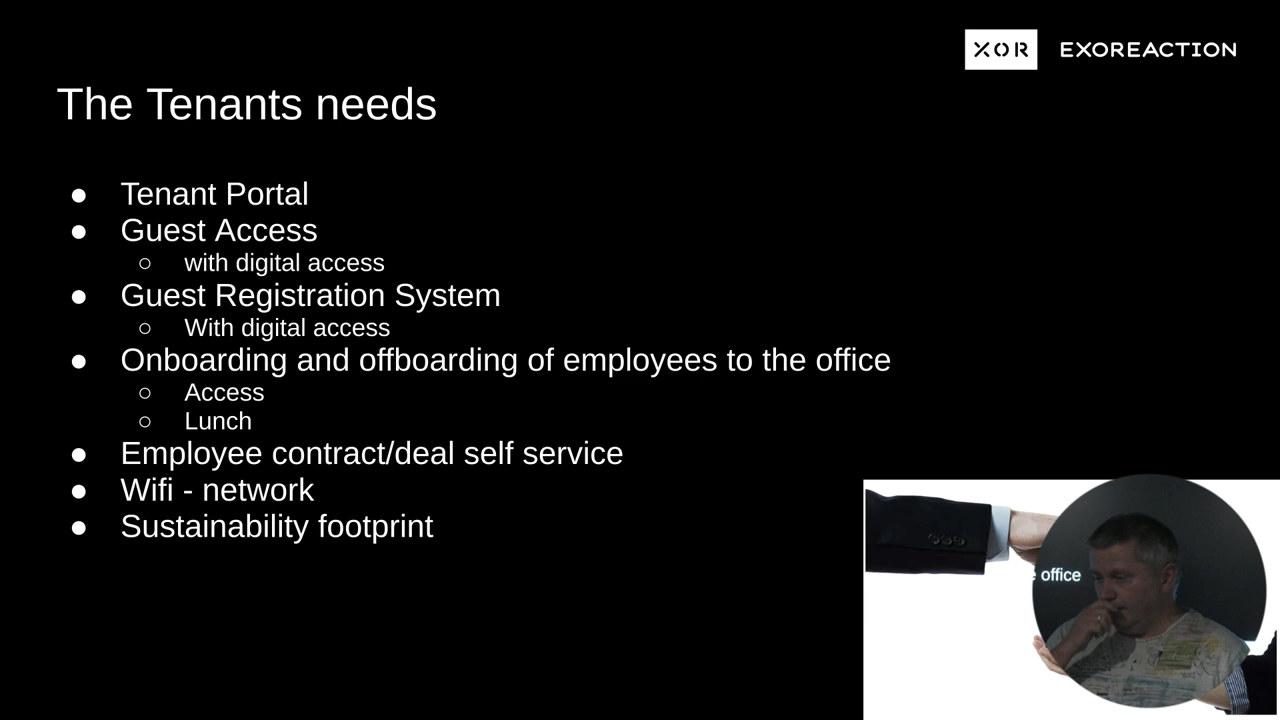 XOR EXOREACTION
The Tenants needs
● Tenant Portal
● Guest Access
○ with digital access
● Guest Registration System
○ With digital access
● Onboarding and offboarding of employees to the office
○ Access
○ Lunch
● Employee contract/deal self service
● Wifi - network
● Sustainability footprint
office